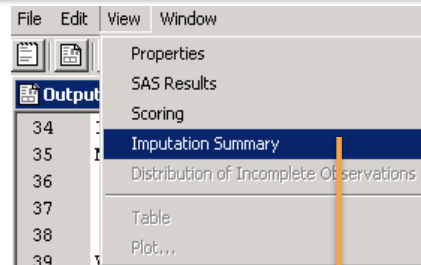 File Edit View Window
Properties
SAS Results
Scoring
Imputation Summary
Distribution of Incomplete Observations
Table
Plot...
Output
34
35
36
37
38
39